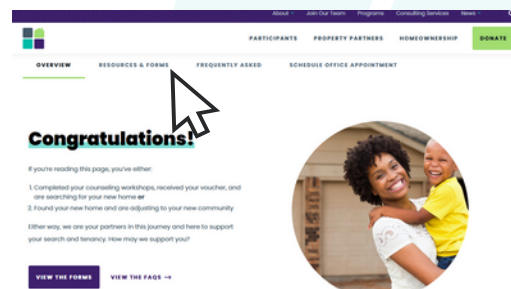 About Join Our Team Programs Consulting Services News
PARTICIPANTS PROPERTY PARTNERS HOMEOWNERSHIP DONATE
OVERVIEW RESOURCES & FORMS FREQUENTLY ASKED SCHEDULE OFFICE APPOINTMENT
Congratulations!
If you're reading this page, you've either:
1. Completed your counseling workshops, received your voucher, and
are searching for your new home or
2. Found your new home and are adjusting to your new community
Either way, we are your partners in this journey and here to support
your search and tenancy. How may we support you?
VIEW THE FORMS VIEW THE FAQS →